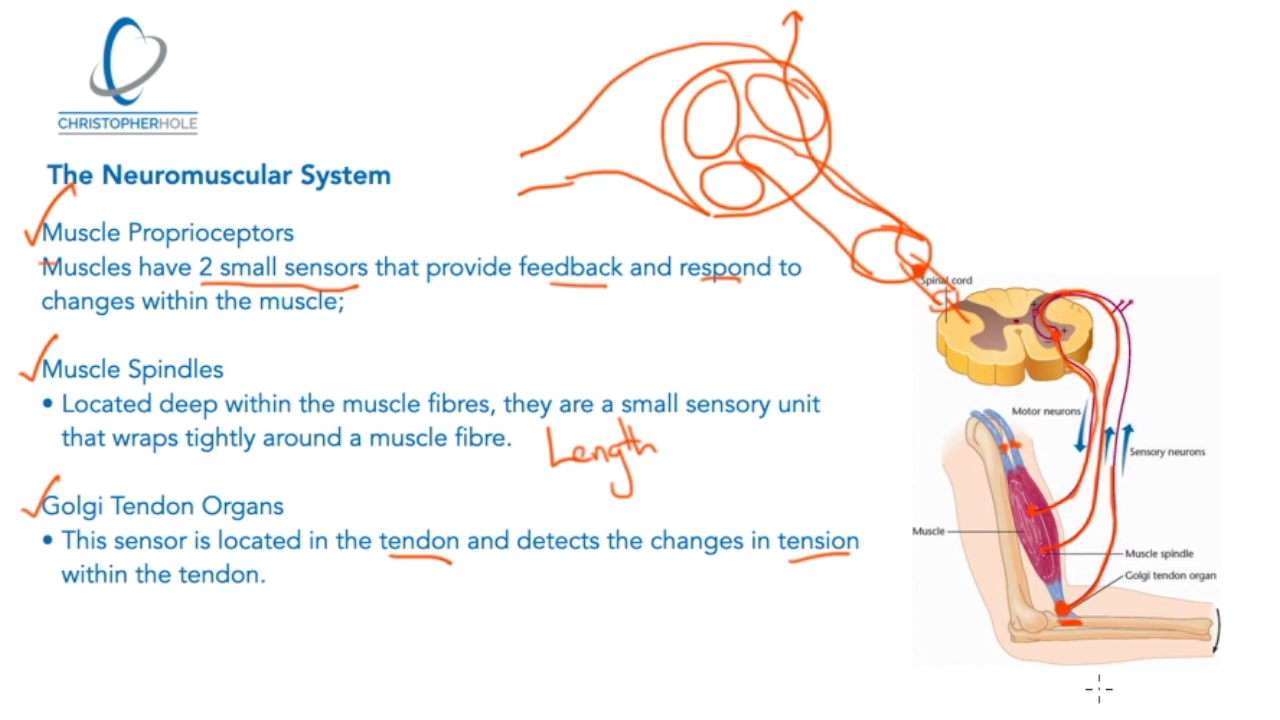 CHRISTOPHERHOLE
The Neuromuscular System
Muscle Proprioceptors
Muscles have 2 small sensors that provide feedback and respond to
changes within the muscle;
Muscle Spindles
• Located deep within the muscle fibres, they are a small sensory unit
that wraps tightly around a muscle fibre.
Length
Golgi Tendon Organs
• This sensor is located in the tendon and detects the changes in tension
within the tendon.
Spinal cord
Motor neurons
Sensory neurons
Muscle
Muscle spindle
Golgi tendon organ